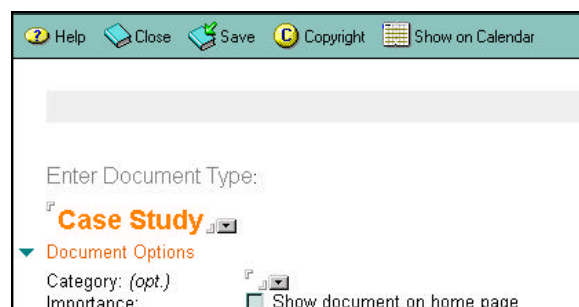 Help Close Save Copyright Show on Calendar
Enter Document Type:
Case Study
Document Options
Category: (opt.)
Importance: Show document on home page